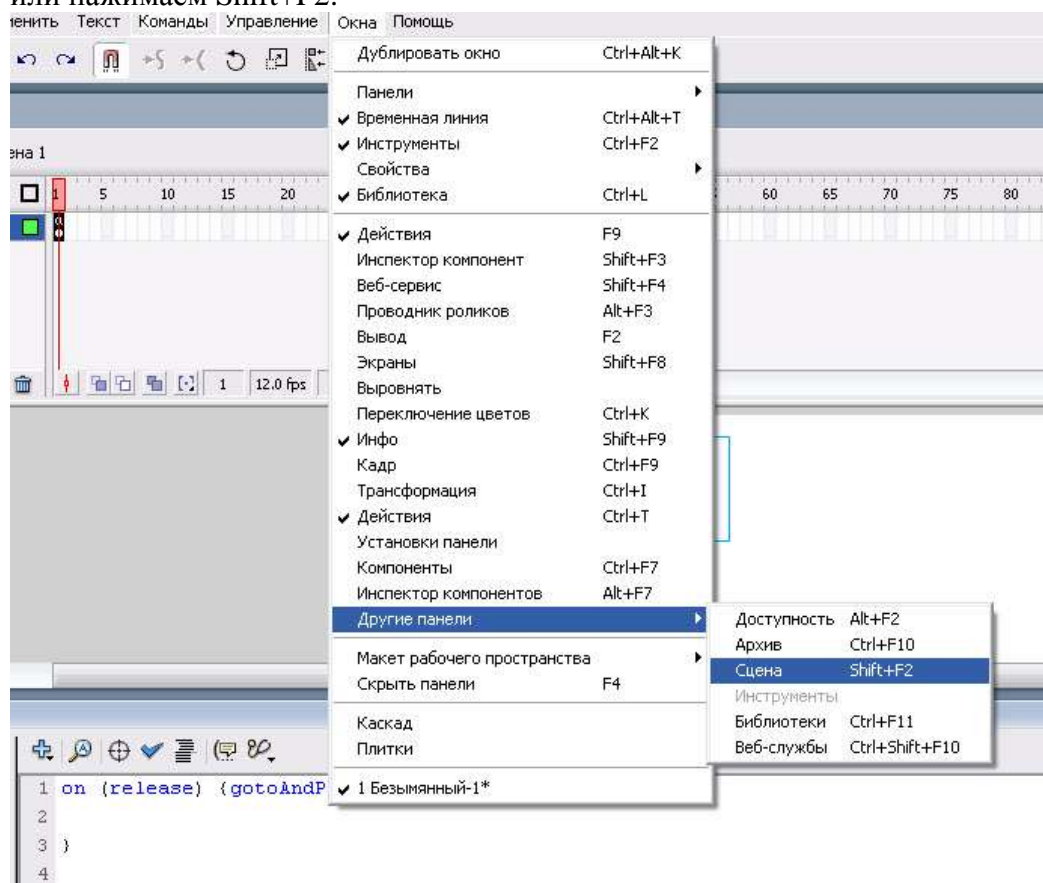 или нажимаем Shift+F2.
менить Текст Команды Управление Окна Помощь
Дублировать окно Ctrl+Alt+K
Панели
Временная линия Ctrl+Alt+T
ена 1
Инструменты Ctrl+F2
Свойства
1 5 10 15 20 60 65 70 75 80
Библиотека Ctrl+L
Действия F9
Инспектор компонент Shift+F3
Веб-сервис Shift+F4
Проводник роликов Alt+F3
Вывод F2
Экраны Shift+F8
1 12.0 fps
Выровнять
Переключение цветов Ctrl+K
Инфо Shift+F9
Кадр Ctrl+F9
Трансформация Ctrl+I
Действия Ctrl+T
Установки панели
Компоненты Ctrl+F7
Инспектор компонентов Alt+F7
Другие панели
Доступность Alt+F2
Архив Ctrl+F10
Сцена Shift+F2
Инструменты
Библиотеки Ctrl+F11
Веб-службы Ctrl+Shift+F10
Макет рабочего пространства
Скрыть панели F4
Каскад
Плитки
1 Безымянный-1*
1 on (release) {gotoAndP
2
3 }
4